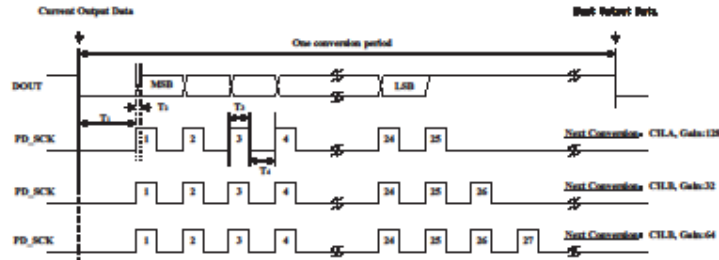 Current Output Data
Next Output Data
One conversion period
DOUT
MSB
LSB
T1
T2
T3
T4
PD_SCK
1 2 3 4 24 25
Next Conversion: CH.A, Gain:128
PD_SCK
1 2 3 4 24 25 26
Next Conversion: CH.B, Gain:32
PD_SCK
1 2 3 4 24 25 26 27
Next Conversion: CH.B, Gain:64